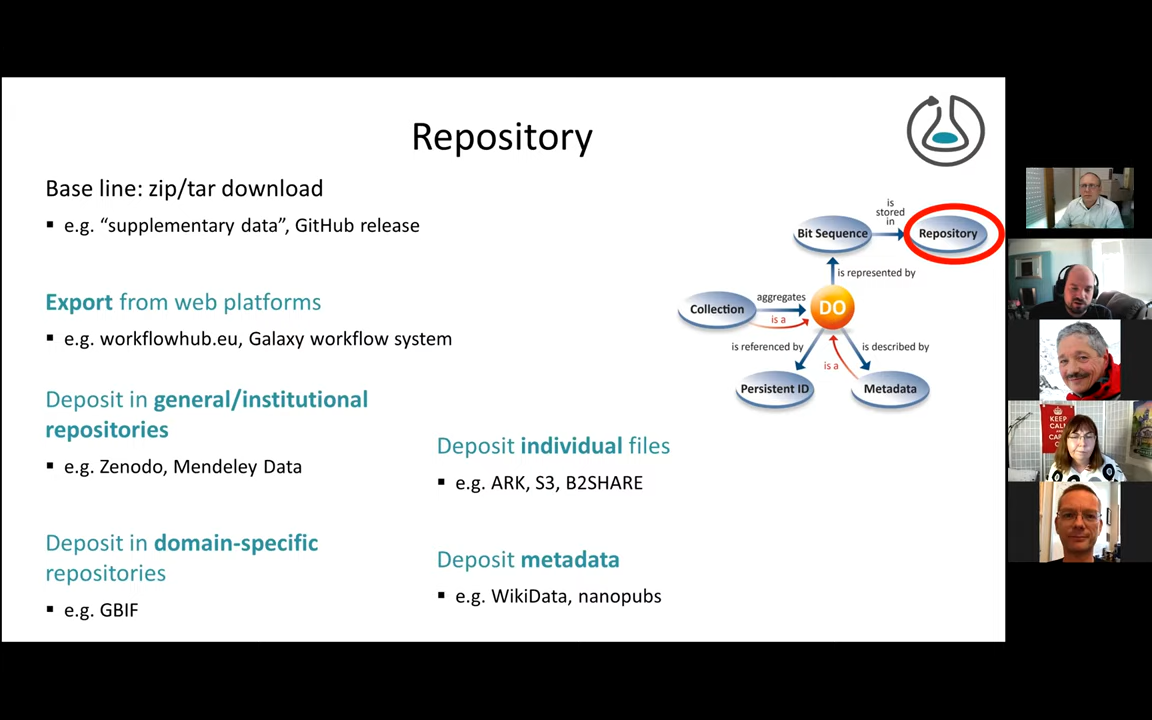 Repository
Base line: zip/tar download
▪ e.g. “supplementary data”, GitHub release
Export from web platforms
▪ e.g. workflowhub.eu, Galaxy workflow system
Deposit in general/institutional
repositories
▪ e.g. Zenodo, Mendeley Data
Deposit in domain-specific
repositories
▪ e.g. GBIF
Deposit individual files
▪ e.g. ARK, S3, B2SHARE
Deposit metadata
▪ e.g. WikiData, nanopubs
is
stored
in
Bit Sequence
Repository
is represented by
Collection
aggregates
is a
DO
is referenced by
is described by
is a
Persistent ID
Metadata
KEEP
CALM
AND